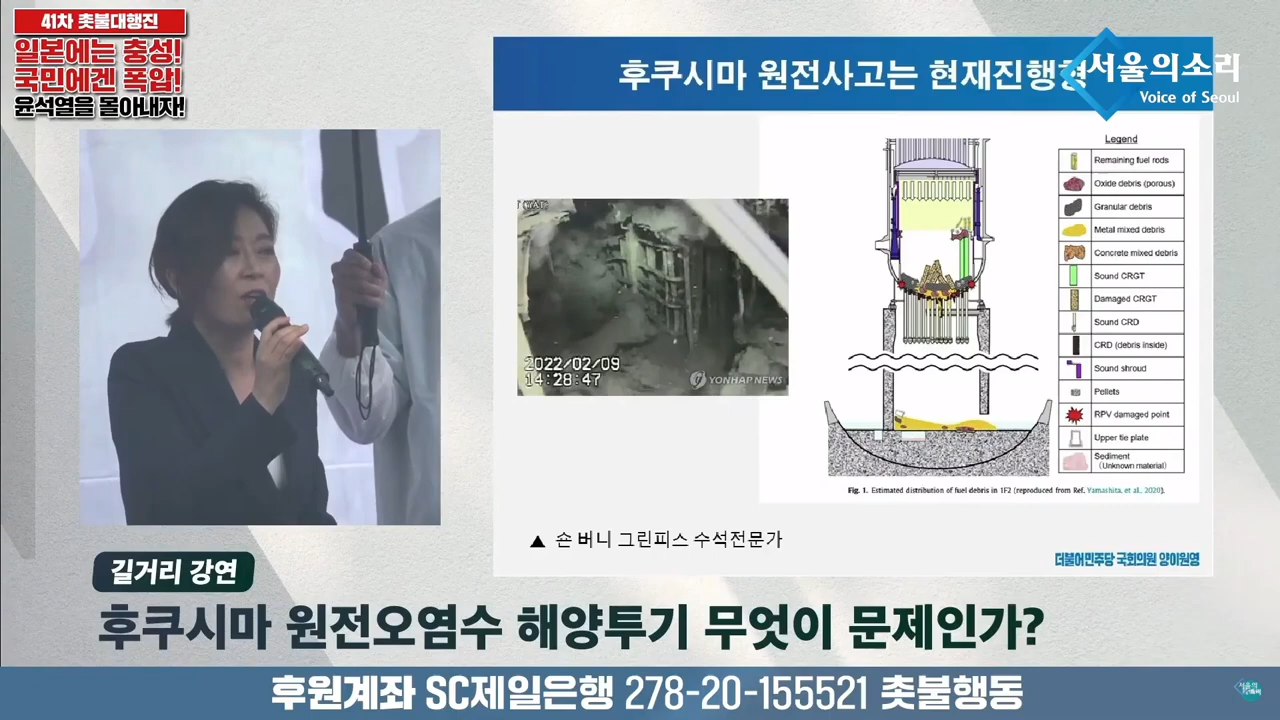 41차 촛불대행진
일본에는 충성!
국민에겐 폭압!
윤석열을 몰아내자!
후쿠시마 원전사고는 현재진행형
서울의소리
Voice of Seoul
2022/02/09
14:28:47
YONHAP NEWS
Legend
Remaining fuel rods
Oxide debris (porous)
Granular debris
Metal mixed debris
Concrete mixed debris
Sound CRGT
Damaged CRGT
Sound CRD
CRD (debris inside)
Sound shroud
Pellets
RPV damaged point
Upper tie plate
Sediment
(Unknown material)
Fig. 1. Estimated distribution of fuel debris in 1F2 (reproduced from Ref. Yamashita, et al., 2020).
▲ 숀 버니 그린피스 수석전문가
더불어민주당 국회의원 양이원영
길거리 강연
후쿠시마 원전오염수 해양투기 무엇이 문제인가?
후원계좌 SC제일은행 278-20-155521 촛불행동